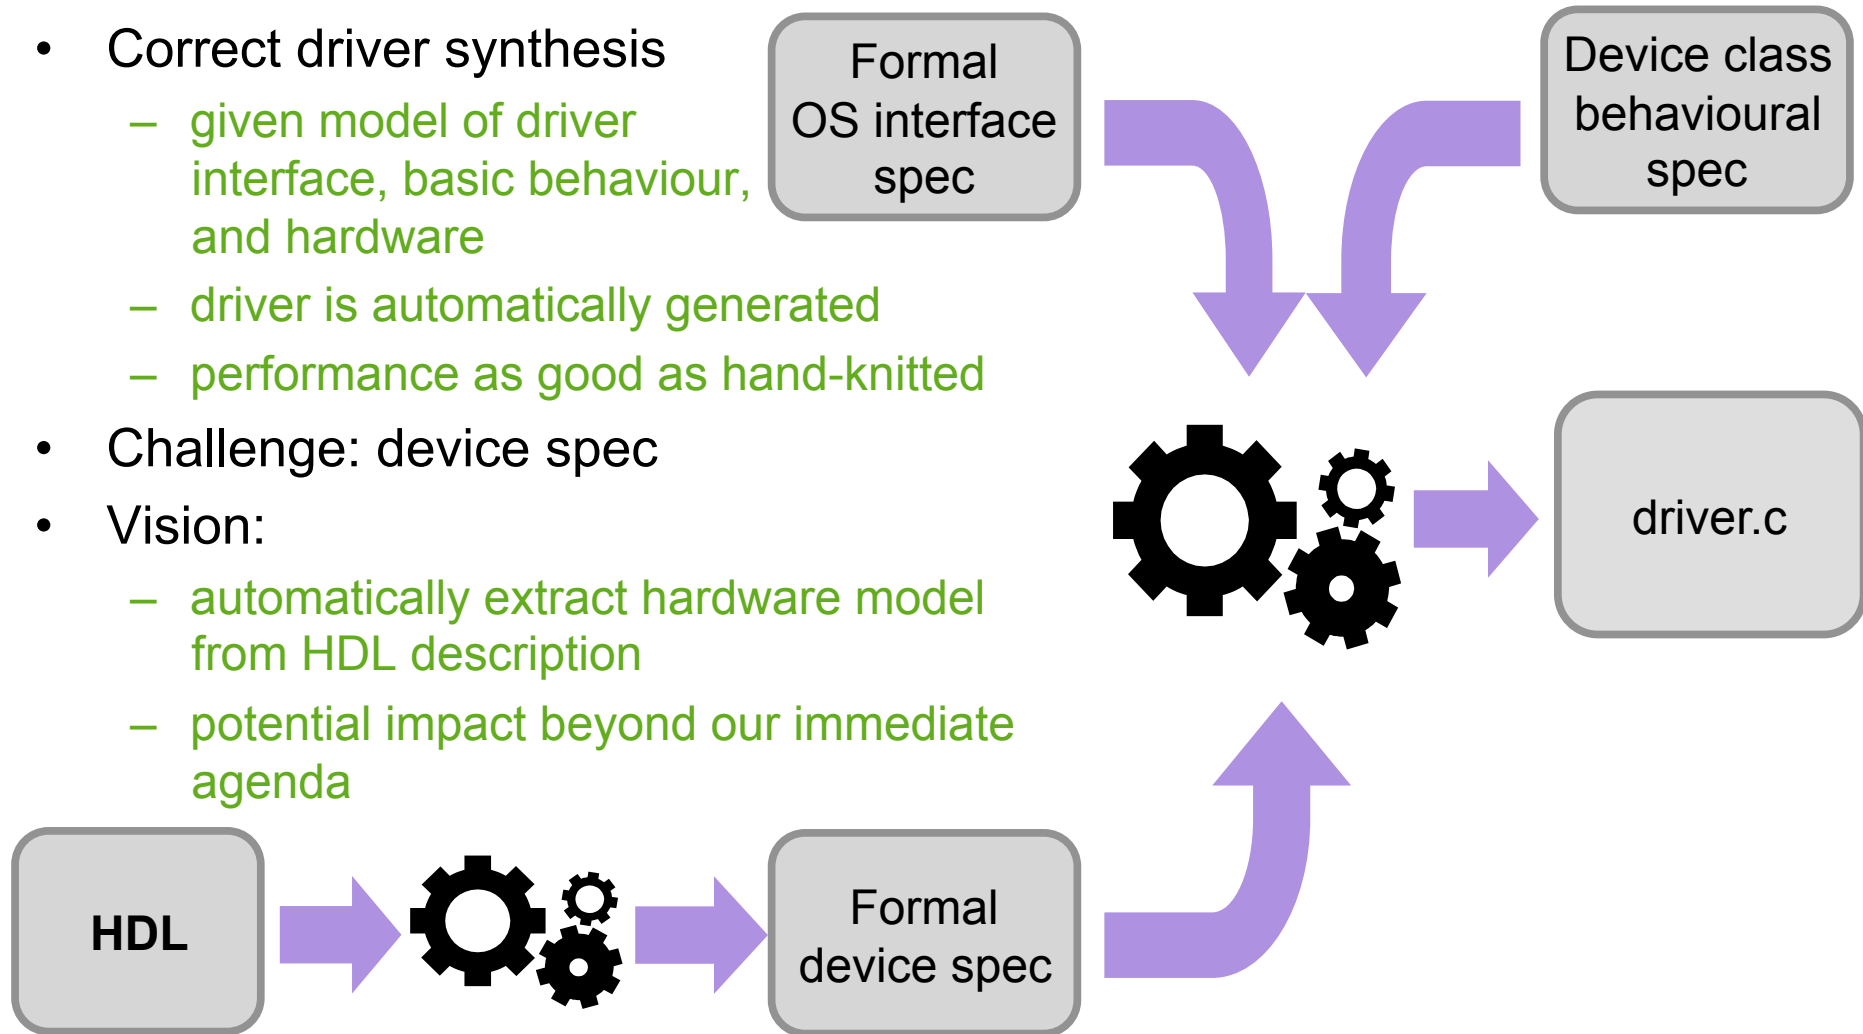 • Correct driver synthesis
– given model of driver
interface, basic behaviour,
and hardware
– driver is automatically generated
– performance as good as hand-knitted
• Challenge: device spec
• Vision:
– automatically extract hardware model
from HDL description
– potential impact beyond our immediate
agenda
Formal
OS interface
spec
Device class
behavioural
spec
driver.c
HDL
Formal
device spec